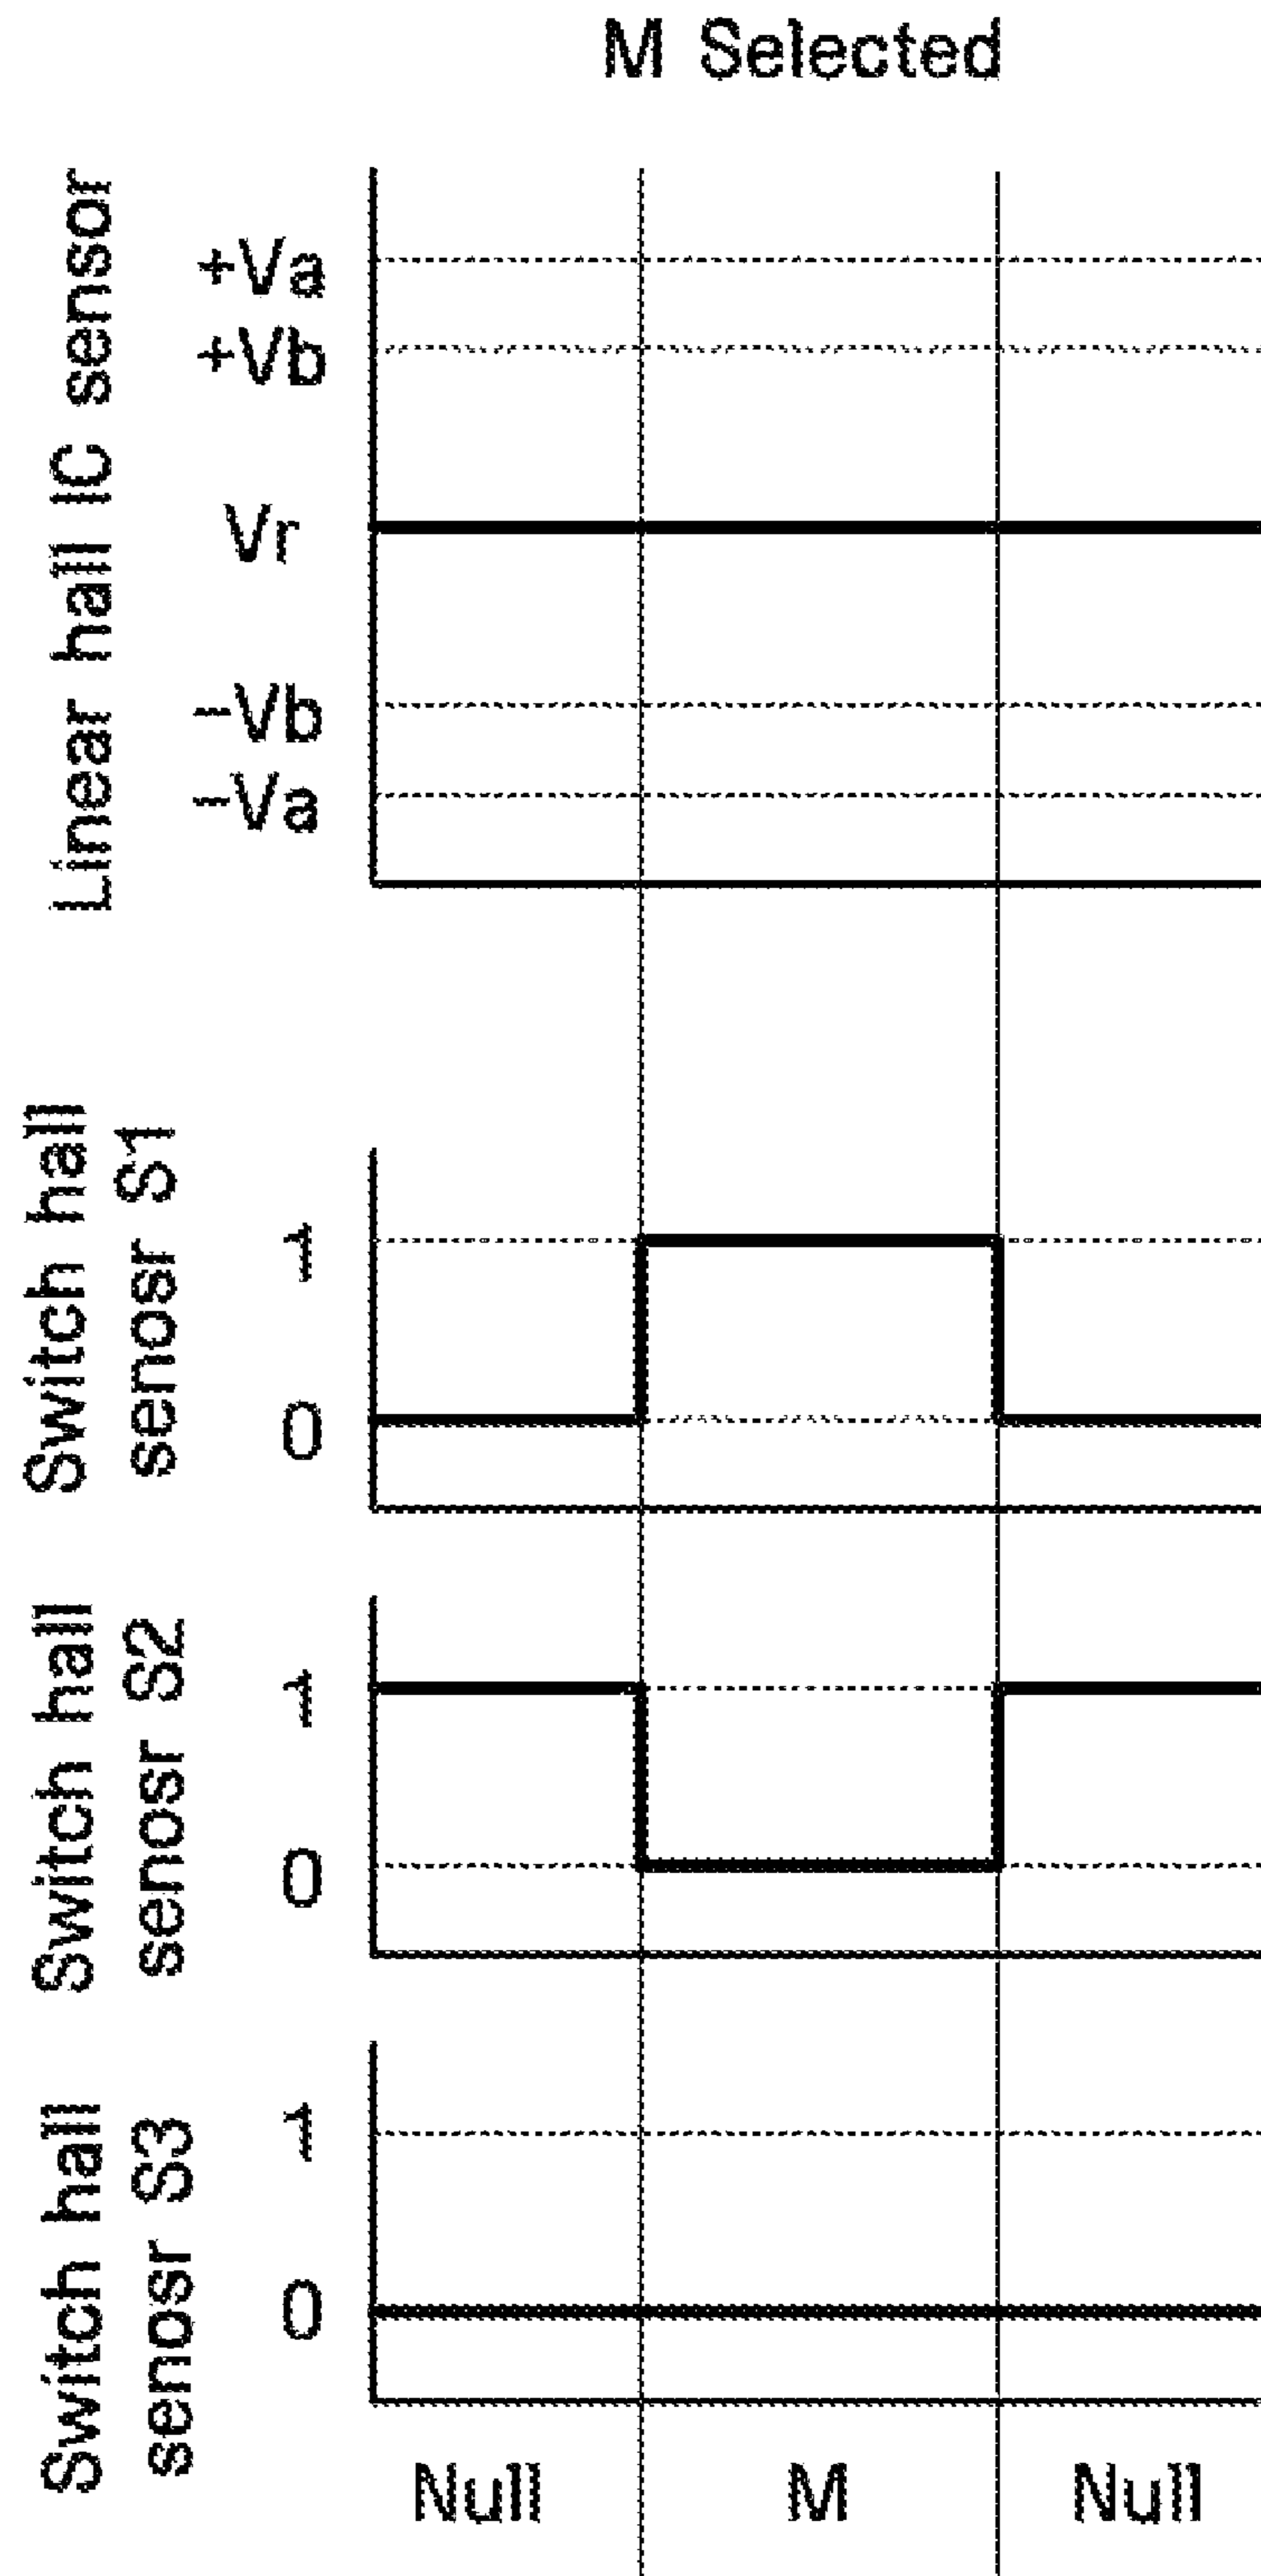 M Selected
Linear hall IC sensor
+Va
+Vb
Vr
-Vb
-Va
Switch hall
senosr S1
1
0
Switch hall
senosr S2
1
0
Switch hall
senosr S3
1
0
Null M Null